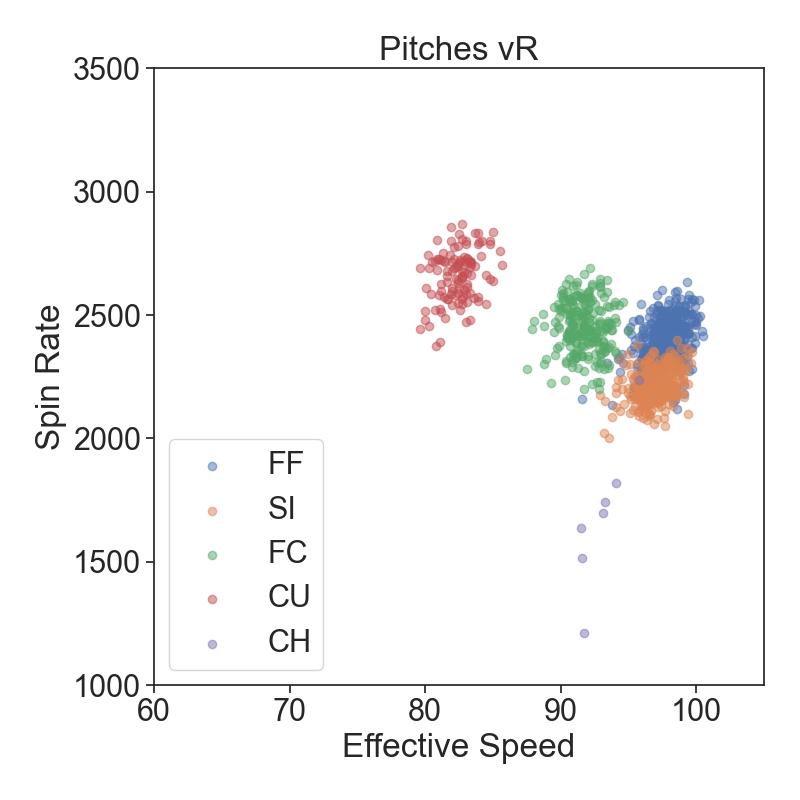 Pitches vR
3500
3000
2500
2000
1500
1000
Spin Rate
FF
SI
FC
CU
CH
60 70 80 90 100
Effective Speed